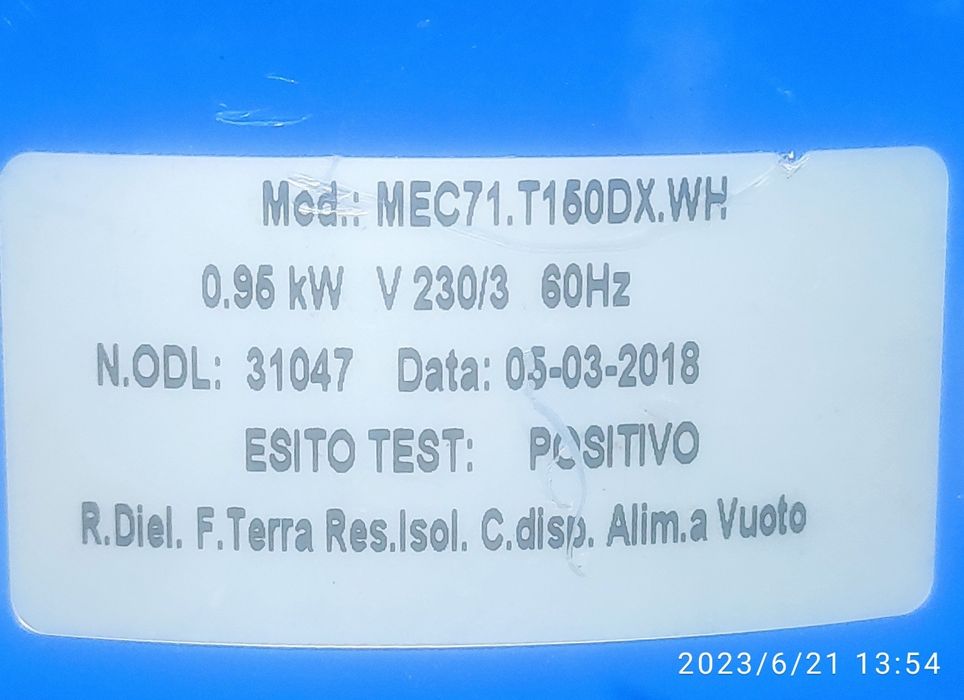 Mod.: MEC71.T150DX.WH
0.95 kW V 230/3 60Hz
N.ODL: 31047 Data: 05-03-2018
ESITO TEST: POSITIVO
R.Diel. F.Terra Res.Isol. C.disp. Alim.a Vuoto
2023/6/21 13:54